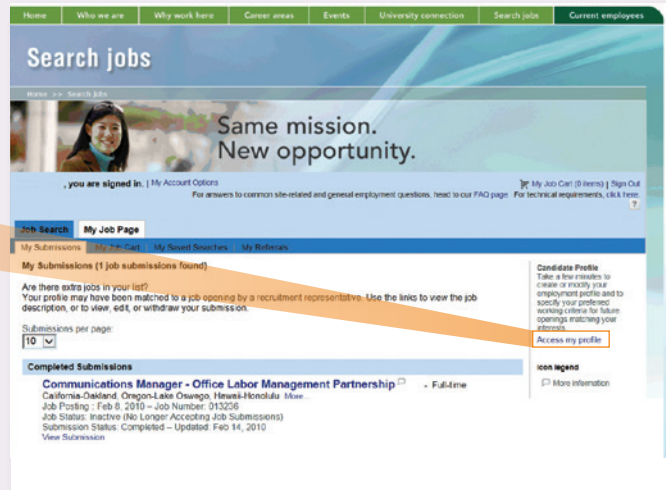 Home Who we are Why work here Career areas Events University connection Search jobs Current employees
Search jobs
Home >> Search Jobs
Same mission.
New opportunity.
, you are signed in. | My Account Options
My Job Cart (0 items) | Sign Out
For answers to common site-related and general employment questions, head to our FAQ page. For technical requirements, click here.
?
Job Search My Job Page
My Submissions My Job Cart My Saved Searches My Referrals
My Submissions (1 job submissions found)
Are there extra jobs in your list?
Your profile may have been matched to a job opening by a recruitment representative. Use the links to view the job
description, or to view, edit, or withdraw your submission.
Submissions per page:
10
Completed Submissions
Communications Manager - Office Labor Management Partnership - Full-time
California-Oakland, Oregon-Lake Oswego, Hawaii-Honolulu More...
Job Posting : Feb 8, 2010 – Job Number: 013236
Job Status: Inactive (No Longer Accepting Job Submissions)
Submission Status: Completed – Updated: Feb 14, 2010
View Submission
Candidate Profile
Take a few minutes to
create or modify your
employment profile and to
specify your preferred
working criteria for future
openings matching your
interests.
Access my profile
Icon legend
More information